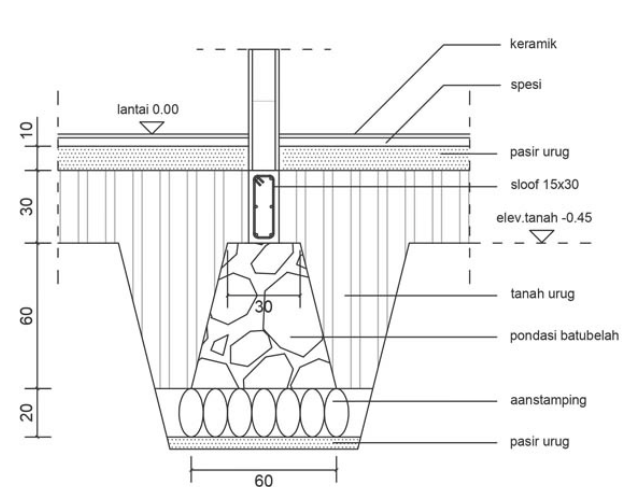 keramik
spesi
lantai 0.00
10
pasir urug
sloof 15x30
30
elev.tanah -0.45
tanah urug
30
60
pondasi batubelah
aanstamping
20
pasir urug
60